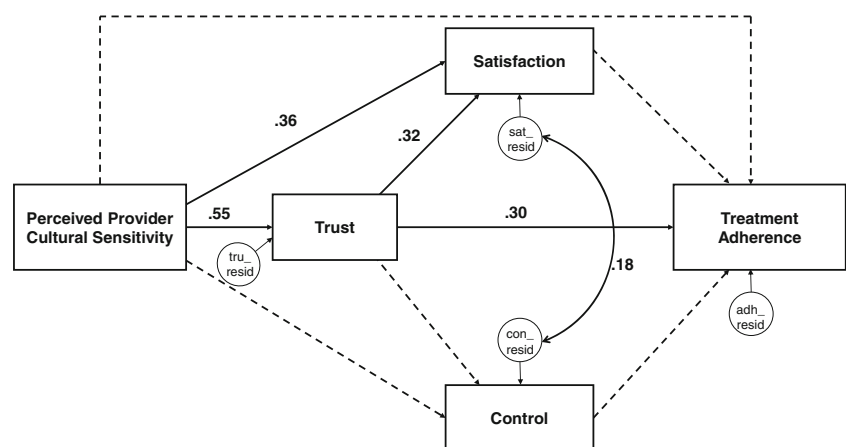 Satisfaction
.36
.32
sat_
resid
Perceived Provider
Cultural Sensitivity
.55
Trust
.30
Treatment
Adherence
tru_
resid
.18
adh_
resid
con_
resid
Control